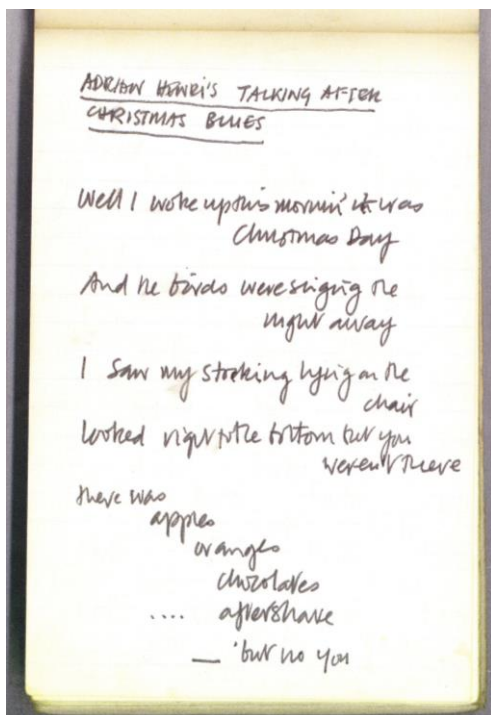 ADRIAN HENRI'S TALKING AFTER
CHRISTMAS BLUES
Well I woke up this mornin' it was
Christmas Day
And the birds were singing the
night away
I saw my stocking lying on the
chair
looked right to the bottom but you
weren't there
there was
apples
oranges
chocolates
.... aftershave
— but no you